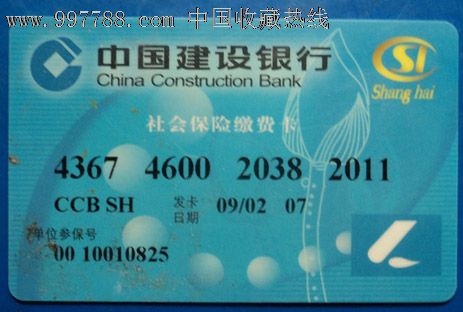 www.997788.com 中国收藏热线
中国建设银行
China Construction Bank
SI
Shang hai
社会保险缴费卡
4367 4600 2038 2011
CCB SH 发卡日期 09/02 07
单位参保号
00 10010825